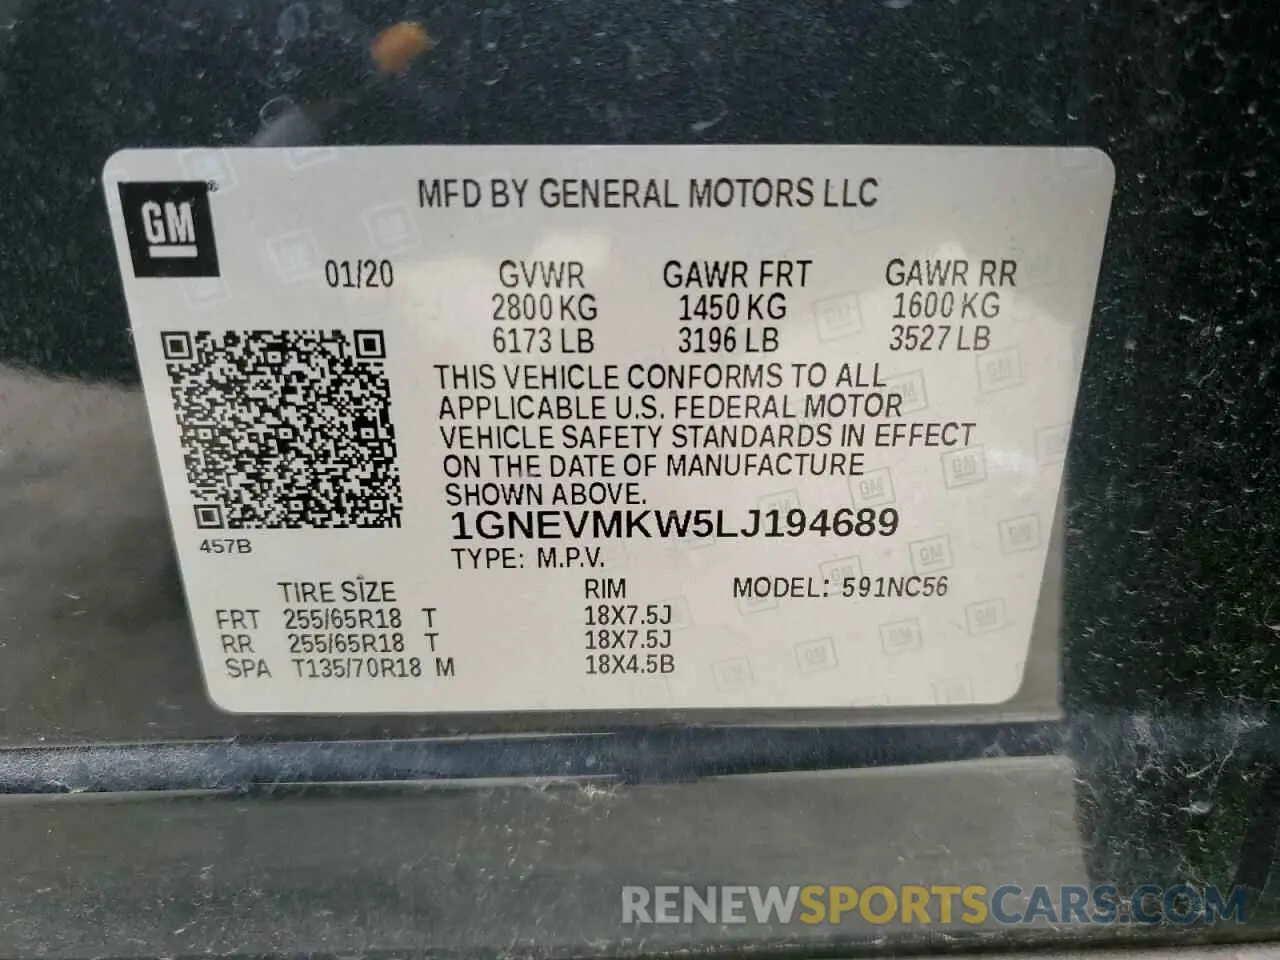 GM®
MFD BY GENERAL MOTORS LLC
01/20 GVWR GAWR FRT GAWR RR
2800 KG 1450 KG 1600 KG
6173 LB 3196 LB 3527 LB
THIS VEHICLE CONFORMS TO ALL
APPLICABLE U.S. FEDERAL MOTOR
VEHICLE SAFETY STANDARDS IN EFFECT
ON THE DATE OF MANUFACTURE
SHOWN ABOVE.
1GNEVMKW5LJ194689
457B
TYPE: M.P.V.
TIRE SIZE RIM MODEL: 591NC56
FRT 255/65R18 T 18X7.5J
RR 255/65R18 T 18X7.5J
SPA T135/70R18 M 18X4.5B
RENEWSPORTSCARS.COM